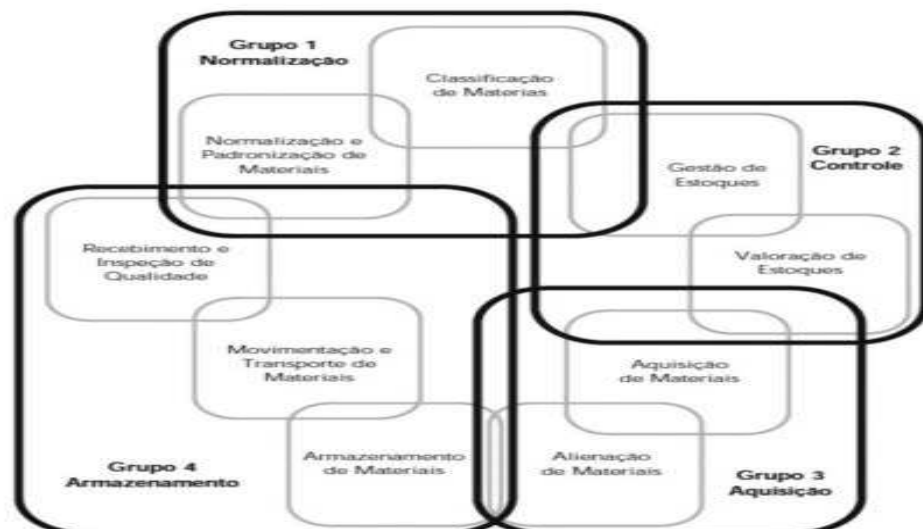 Grupo 1
Normalização
Classificação
de Materias
Normalização e
Padronização de
Materiais
Grupo 2
Controle
Gestão de
Estoques
Valoração de
Estoques
Recebimento e
Inspeção de
Qualidade
Movimentação e
Transporte de
Materiais
Armazenamento
de Materiais
Grupo 4
Armazenamento
Aquisição
de Materiais
Alienação
de Materiais
Grupo 3
Aquisição